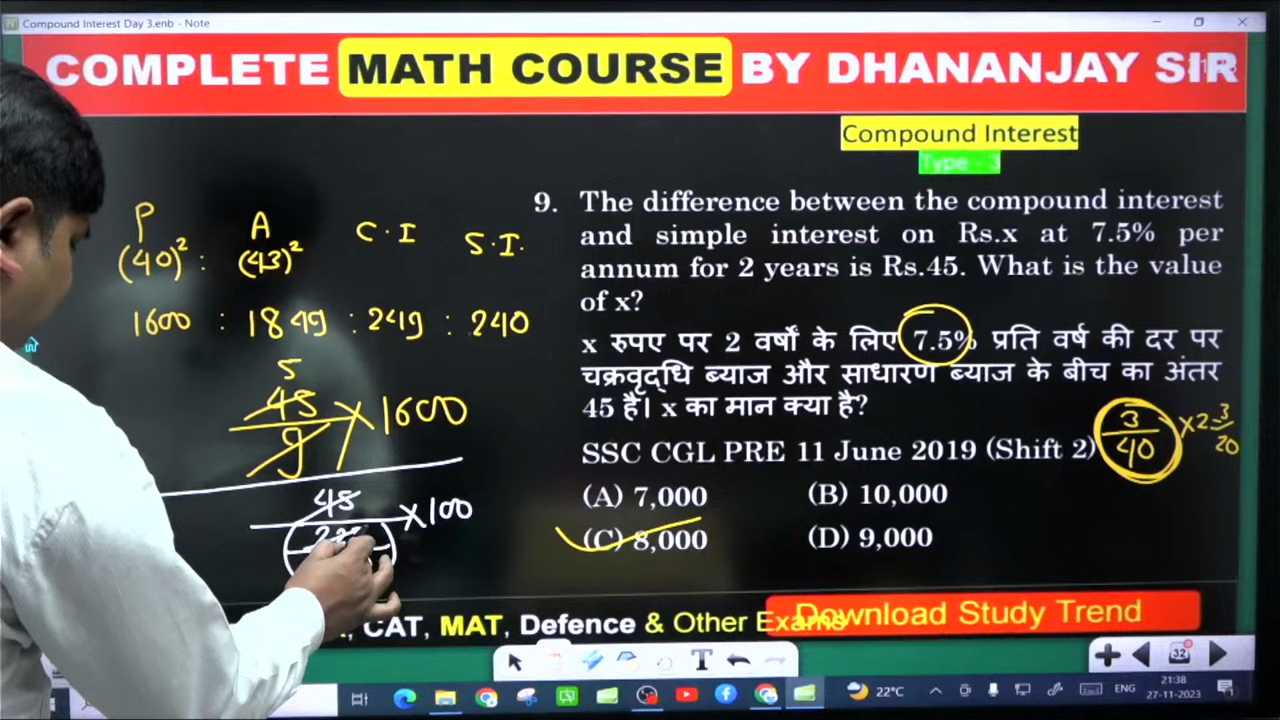 Compound Interest Day 3.enb - Note
COMPLETE MATH COURSE BY DHANANJAY SIR
Compound Interest
Type - 3
P A C.I S.I.
(40)² : (43)²
1600 : 1849 : 249 : 240
5
45 × 1600
9
45 × 100
9. The difference between the compound interest
and simple interest on Rs.x at 7.5% per
annum for 2 years is Rs.45. What is the value
of x?
x रुपए पर 2 वर्षों के लिए 7.5% प्रति वर्ष की दर पर
चक्रवृद्धि ब्याज और साधारण ब्याज के बीच का अंतर
45 है। x का मान क्या है?
SSC CGL PRE 11 June 2019 (Shift 2)
3/40 ×2 = 3/20
(A) 7,000 (B) 10,000
(C) 8,000 (D) 9,000
CAT, MAT, Defence & Other Exams
Download Study Trend
32
22°C
ENG
21:38
27-11-2023